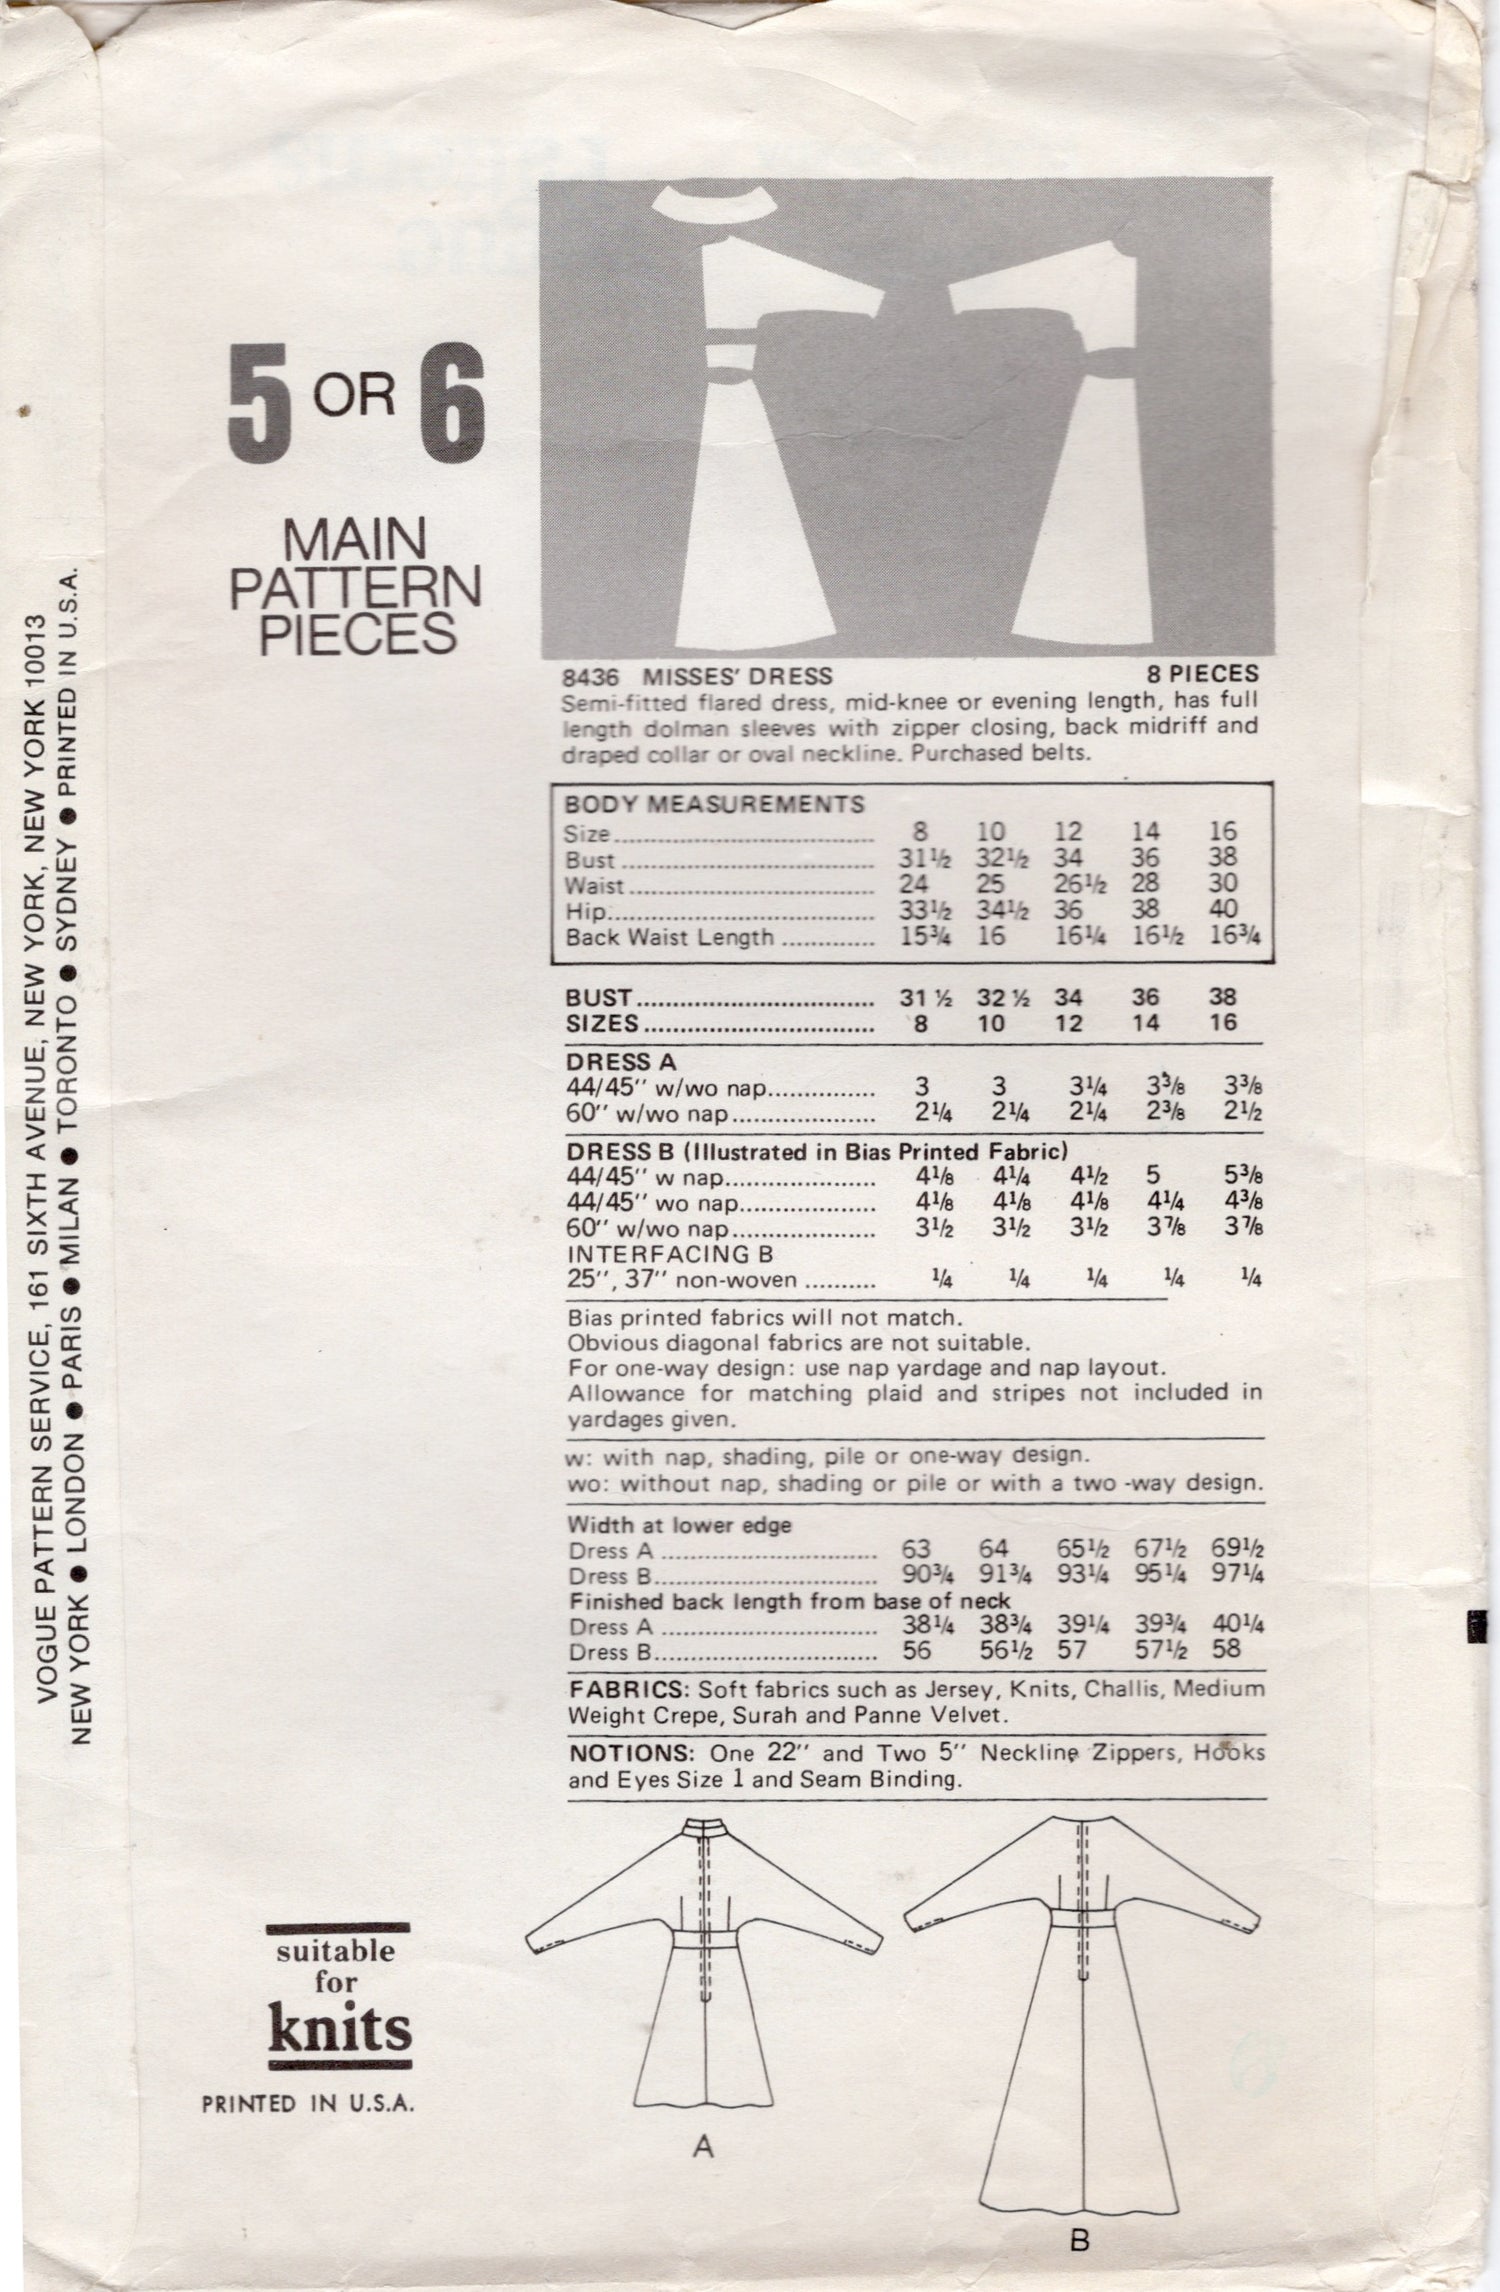 5 OR 6
MAIN
PATTERN
PIECES
VOGUE PATTERN SERVICE, 161 SIXTH AVENUE, NEW YORK, NEW YORK 10013
NEW YORK ● LONDON ● PARIS ● MILAN ● TORONTO ● SYDNEY ● PRINTED IN U.S.A.
8436 MISSES' DRESS 8 PIECES
Semi-fitted flared dress, mid-knee or evening length, has full
length dolman sleeves with zipper closing, back midriff and
draped collar or oval neckline. Purchased belts.
BODY MEASUREMENTS
Size 8 10 12 14 16
Bust 31½ 32½ 34 36 38
Waist 24 25 26½ 28 30
Hip 33½ 34½ 36 38 40
Back Waist Length 15¾ 16 16¼ 16½ 16¾
BUST 31 ½ 32 ½ 34 36 38
SIZES 8 10 12 14 16
DRESS A
44/45'' w/wo nap 3 3 3¼ 3⅜ 3⅜
60'' w/wo nap 2¼ 2¼ 2¼ 2⅜ 2½
DRESS B (Illustrated in Bias Printed Fabric)
44/45'' w nap 4⅛ 4¼ 4½ 5 5⅜
44/45'' wo nap 4⅛ 4⅛ 4⅛ 4¼ 4⅜
60'' w/wo nap 3½ 3½ 3½ 3⅞ 3⅞
INTERFACING B
25'', 37'' non-woven ¼ ¼ ¼ ¼ ¼
Bias printed fabrics will not match.
Obvious diagonal fabrics are not suitable.
For one-way design: use nap yardage and nap layout.
Allowance for matching plaid and stripes not included in
yardages given.
w: with nap, shading, pile or one-way design.
wo: without nap, shading or pile or with a two -way design.
Width at lower edge
Dress A 63 64 65½ 67½ 69½
Dress B 90¾ 91¾ 93¼ 95¼ 97¼
Finished back length from base of neck
Dress A 38¼ 38¾ 39¼ 39¾ 40¼
Dress B 56 56½ 57 57½ 58
FABRICS: Soft fabrics such as Jersey, Knits, Challis, Medium
Weight Crepe, Surah and Panne Velvet.
NOTIONS: One 22'' and Two 5'' Neckline Zippers, Hooks
and Eyes Size 1 and Seam Binding.
suitable
for
knits
PRINTED IN U.S.A.
A
B